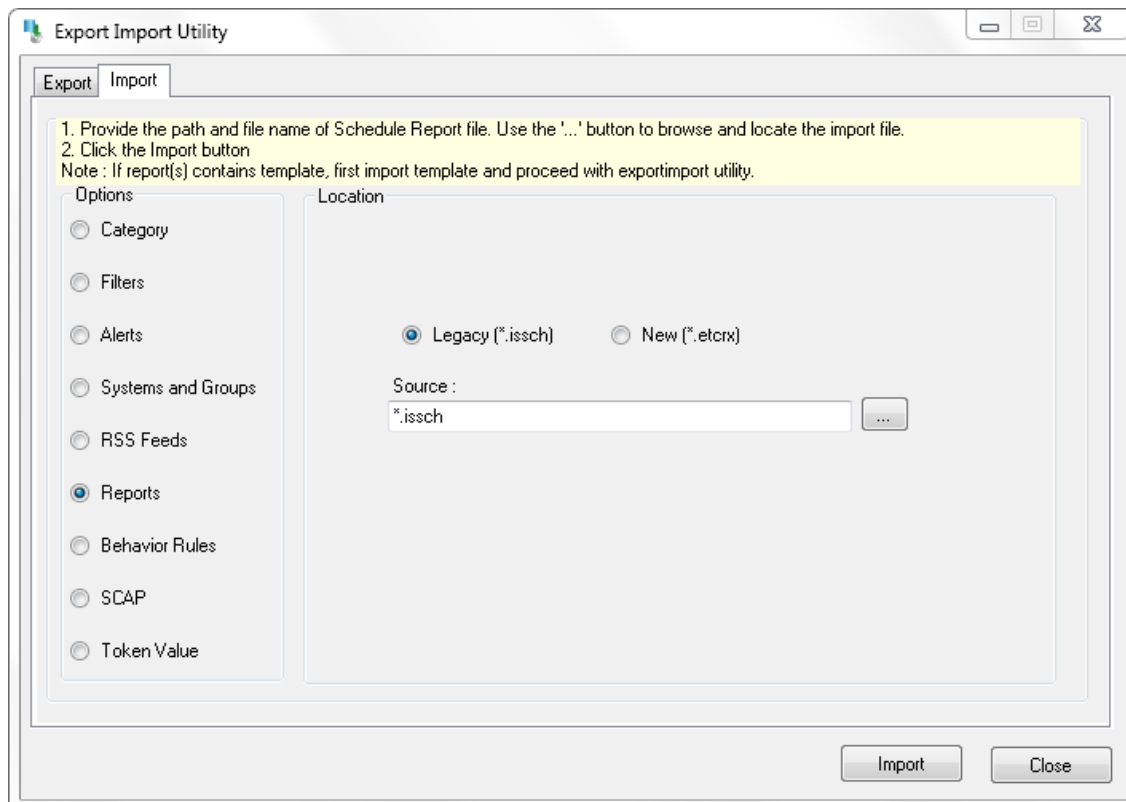 Export Import Utility
Export
Import
1. Provide the path and file name of Schedule Report file. Use the '...' button to browse and locate the import file.
2. Click the Import button
Note : If report(s) contains template, first import template and proceed with exportimport utility.
Options
Location
Category
Filters
Alerts
Legacy (*.issch)
New (*.etcrx)
Systems and Groups
Source :
*.issch
...
RSS Feeds
Reports
Behavior Rules
SCAP
Token Value
Import
Close